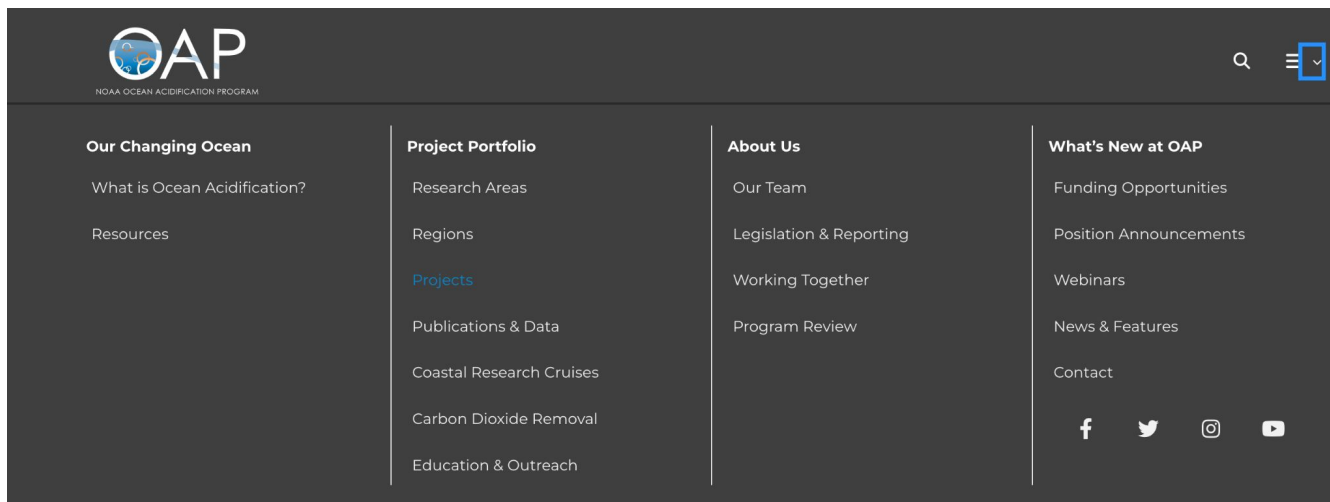 OAP
NOAA OCEAN ACIDIFICATION PROGRAM
Our Changing Ocean
What is Ocean Acidification?
Resources
Project Portfolio
Research Areas
Regions
Projects
Publications & Data
Coastal Research Cruises
Carbon Dioxide Removal
Education & Outreach
About Us
Our Team
Legislation & Reporting
Working Together
Program Review
What’s New at OAP
Funding Opportunities
Position Announcements
Webinars
News & Features
Contact